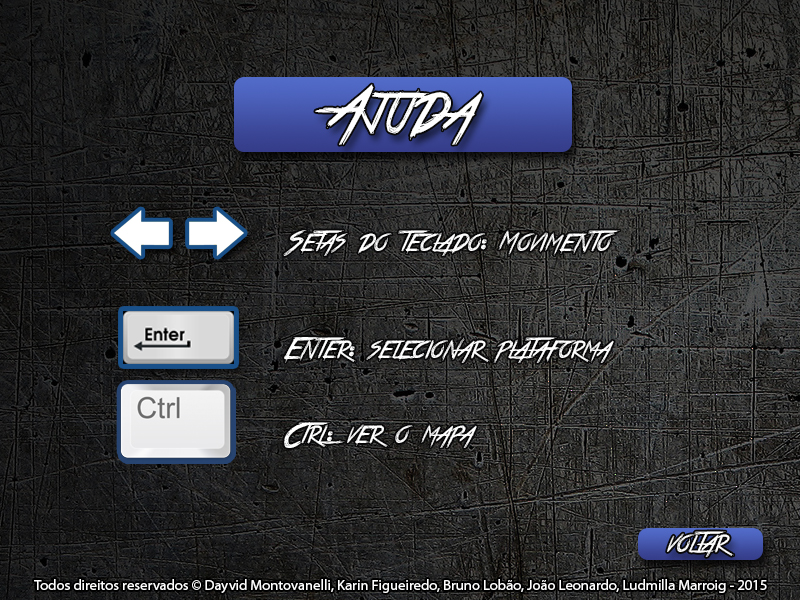 Ajuda
Setas do teclado: movimento
Enter
Enter: selecionar plataforma
Ctrl
Ctrl: ver o mapa
Voltar
Todos direitos reservados © Dayvid Montovanelli, Karin Figueiredo, Bruno Lobão, João Leonardo, Ludmilla Marroig - 2015